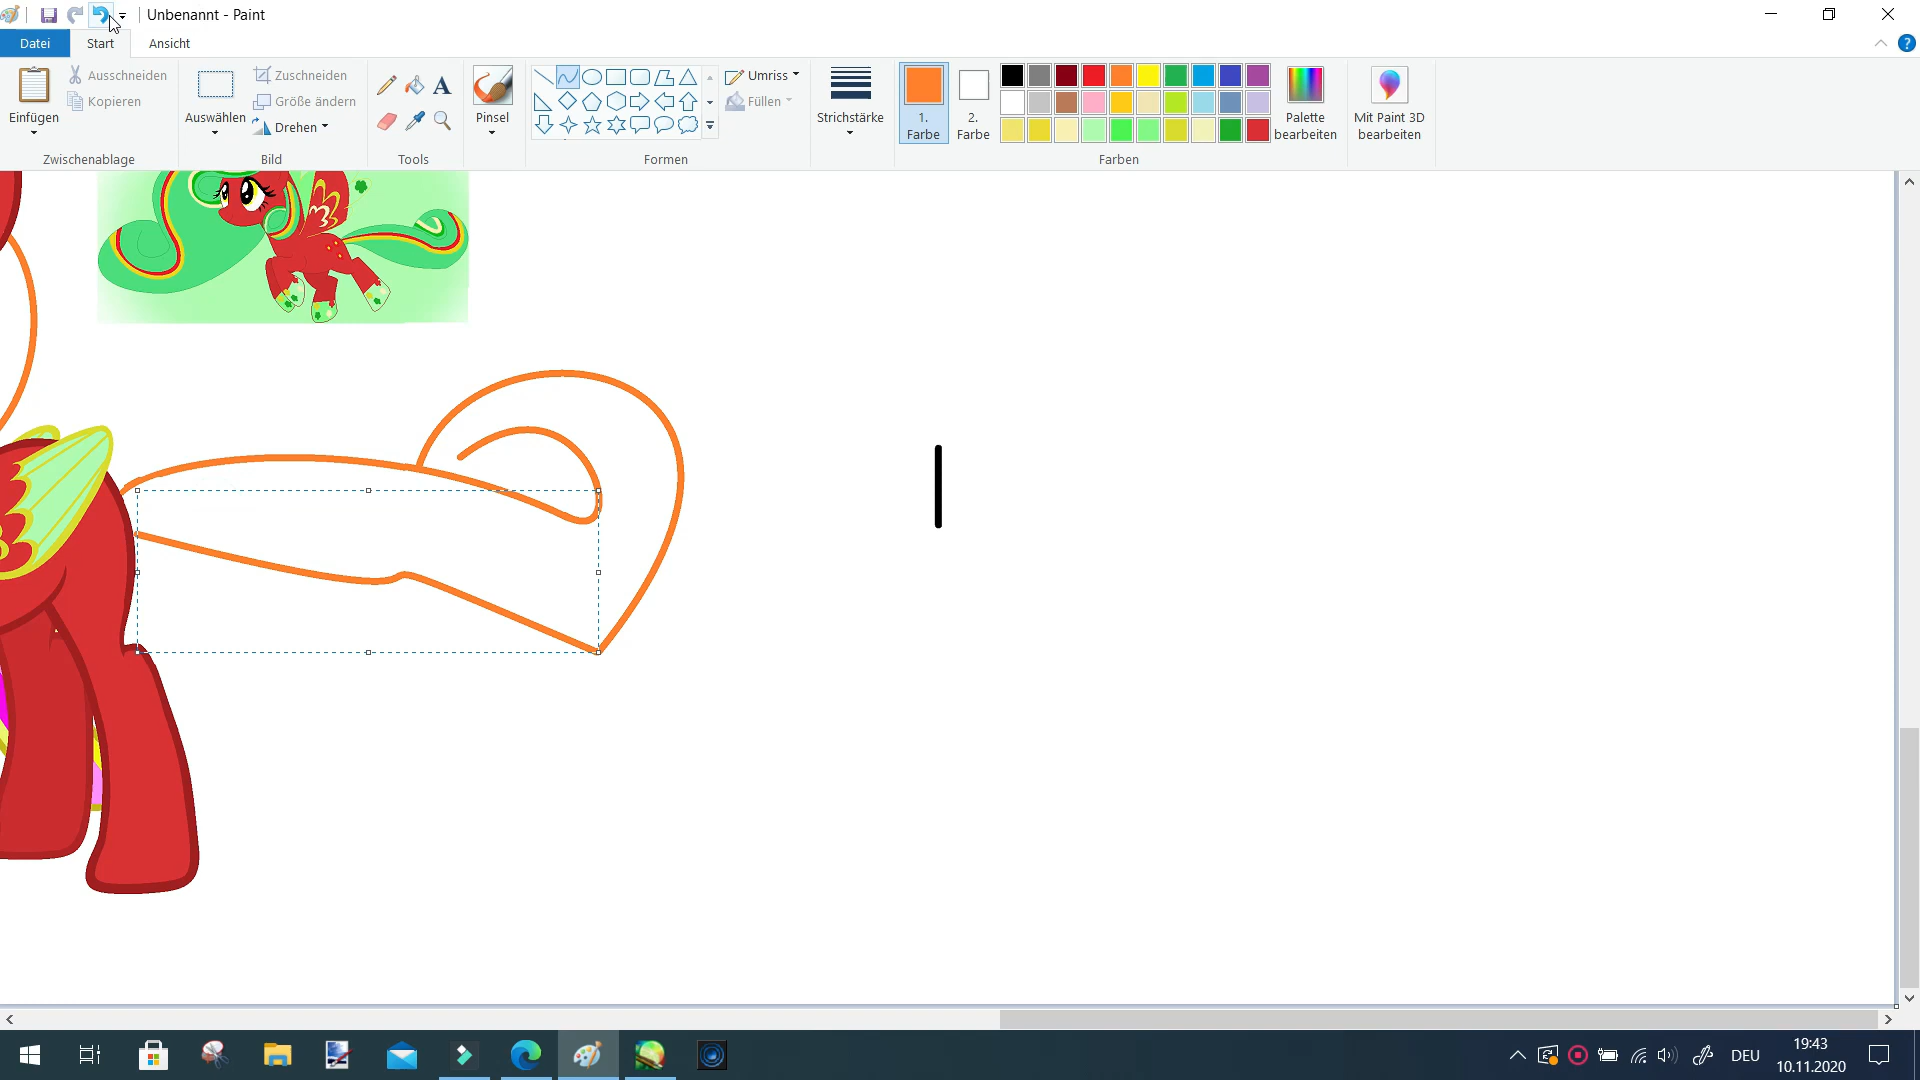 Unbenannt - Paint
Datei Start Ansicht
Einfügen
Ausschneiden
Kopieren
Zwischenablage
Auswählen
Zuschneiden
Größe ändern
Drehen
Bild
Tools
Pinsel
Umriss
Füllen
Formen
Strichstärke
1.
Farbe
2.
Farbe
Palette
bearbeiten
Farben
Mit Paint 3D
bearbeiten
DEU
19:43
10.11.2020